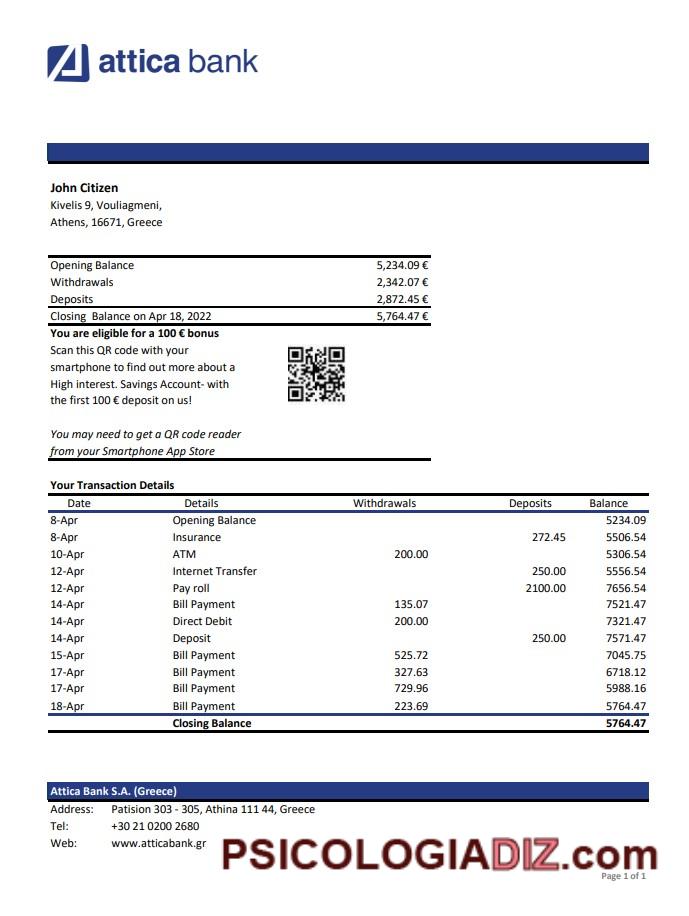 attica bank
John Citizen
Kivelis 9, Vouliagmeni,
Athens, 16671, Greece
Opening Balance 5,234.09 €
Withdrawals 2,342.07 €
Deposits 2,872.45 €
Closing Balance on Apr 18, 2022 5,764.47 €
You are eligible for a 100 € bonus
Scan this QR code with your
smartphone to find out more about a
High interest. Savings Account- with
the first 100 € deposit on us!
You may need to get a QR code reader
from your Smartphone App Store
Your Transaction Details
Date Details Withdrawals Deposits Balance
8-Apr Opening Balance 5234.09
8-Apr Insurance 272.45 5506.54
10-Apr ATM 200.00 5306.54
12-Apr Internet Transfer 250.00 5556.54
12-Apr Pay roll 2100.00 7656.54
14-Apr Bill Payment 135.07 7521.47
14-Apr Direct Debit 200.00 7321.47
14-Apr Deposit 250.00 7571.47
15-Apr Bill Payment 525.72 7045.75
17-Apr Bill Payment 327.63 6718.12
17-Apr Bill Payment 729.96 5988.16
18-Apr Bill Payment 223.69 5764.47
Closing Balance 5764.47
Attica Bank S.A. (Greece)
Address: Patision 303 - 305, Athina 111 44, Greece
Tel: +30 21 0200 2680
Web: www.atticabank.gr
PSICOLOGIADIZ.com
Page 1 of 1